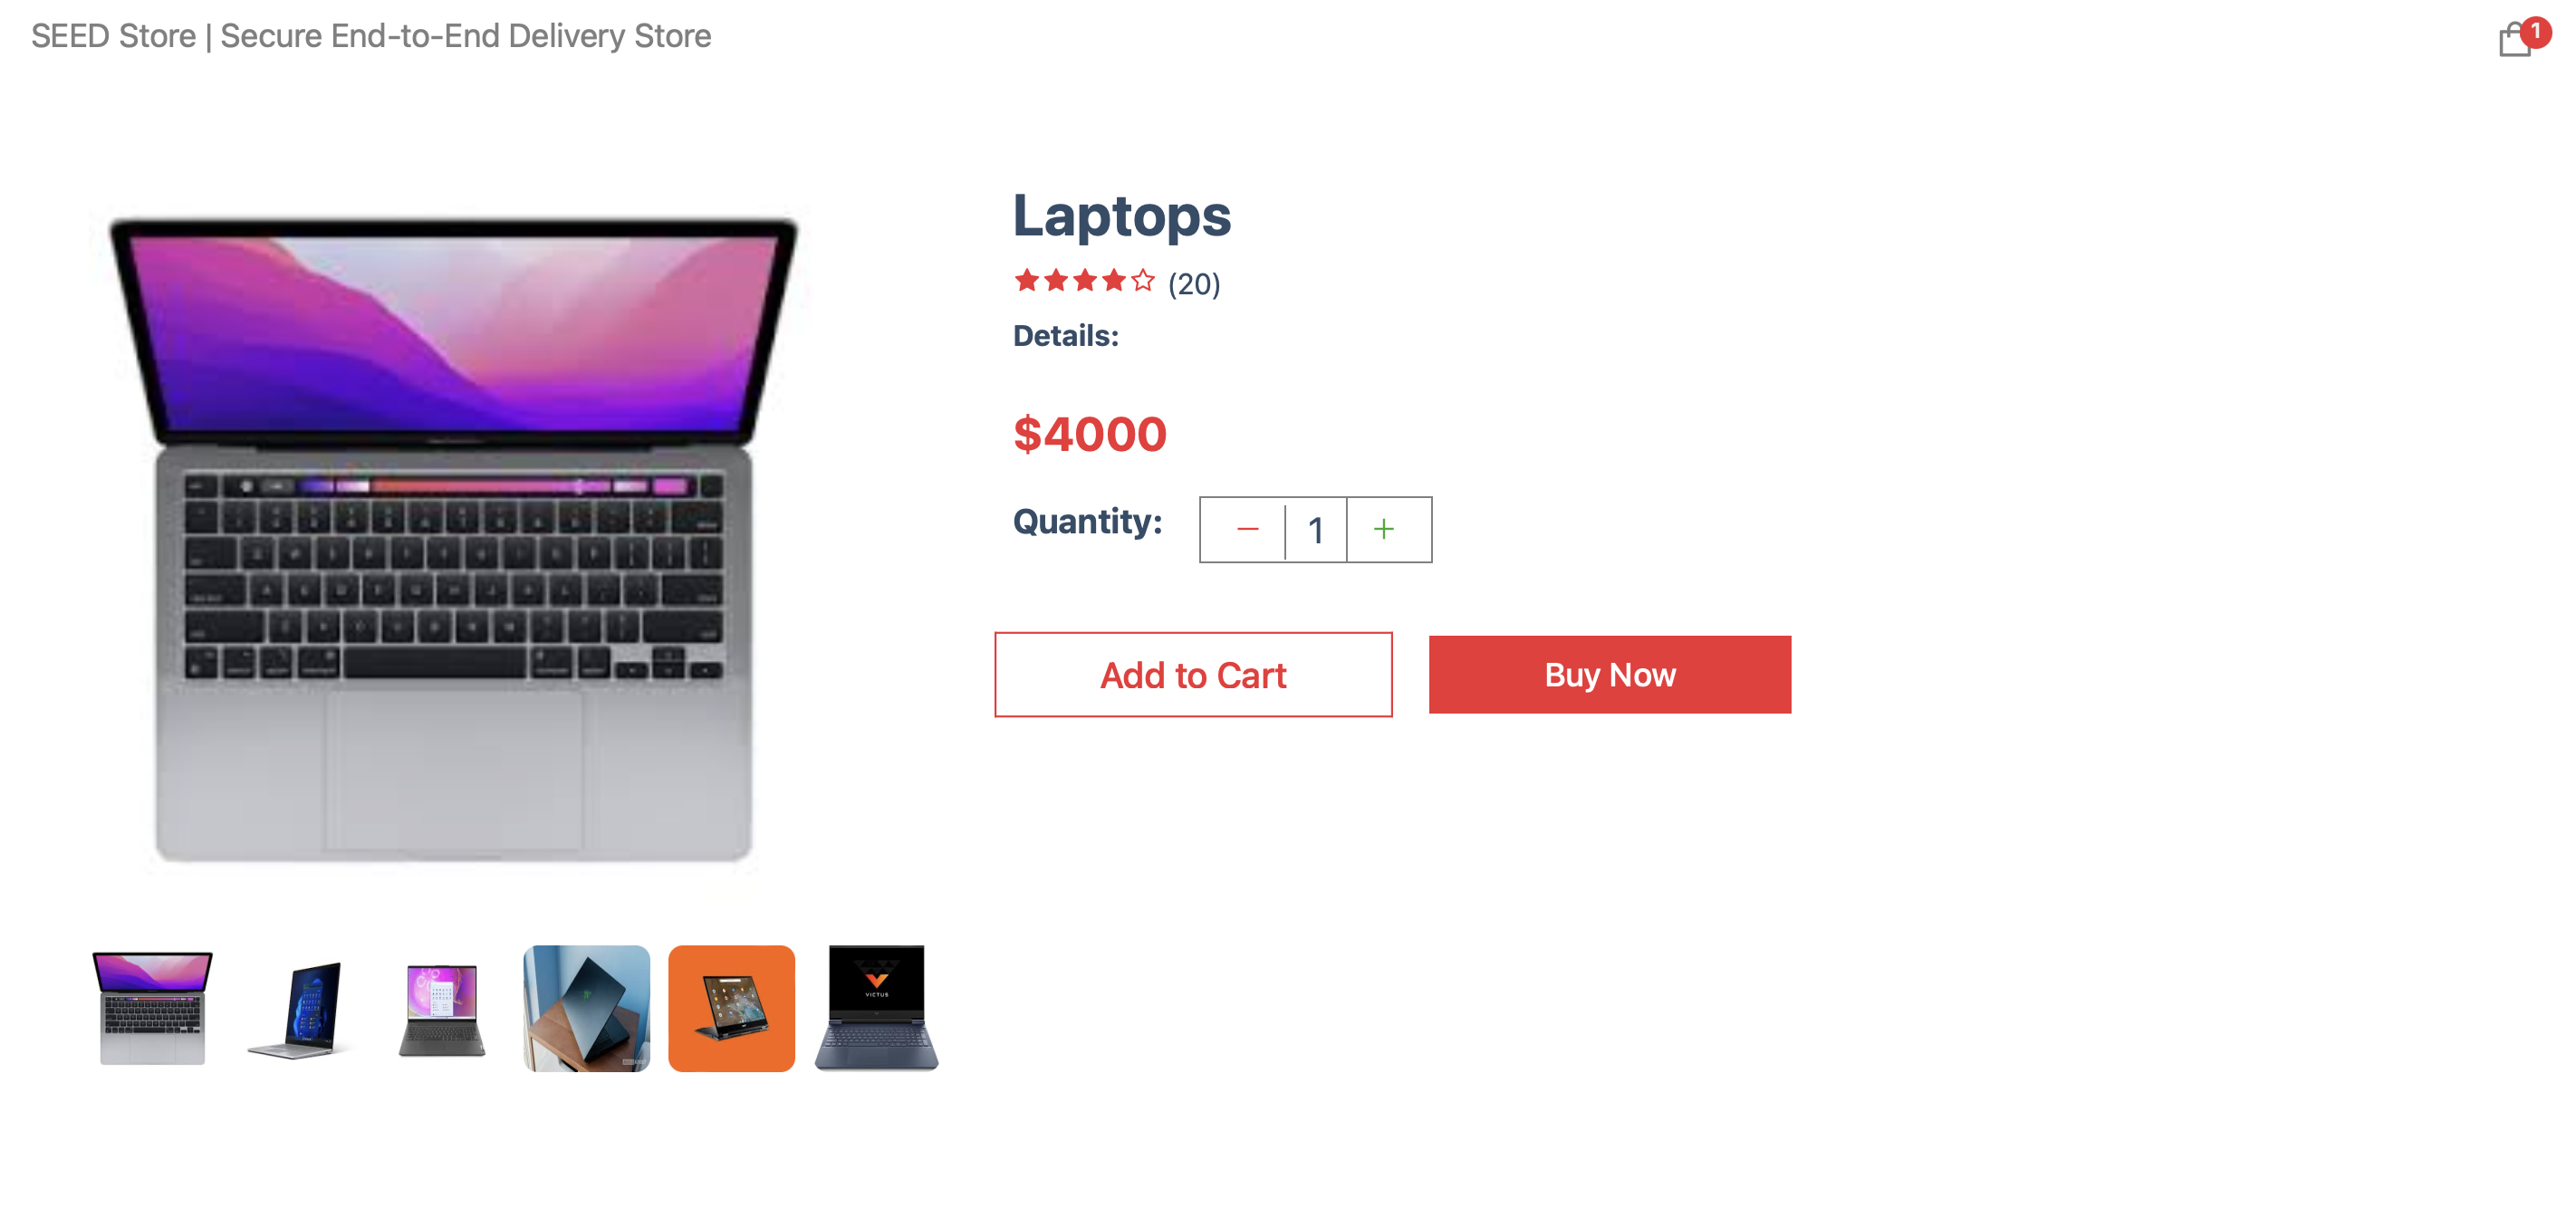 SEED Store | Secure End-to-End Delivery Store
1
Laptops
(20)
Details:
$4000
Quantity:
1
Add to Cart
Buy Now
VICTUS